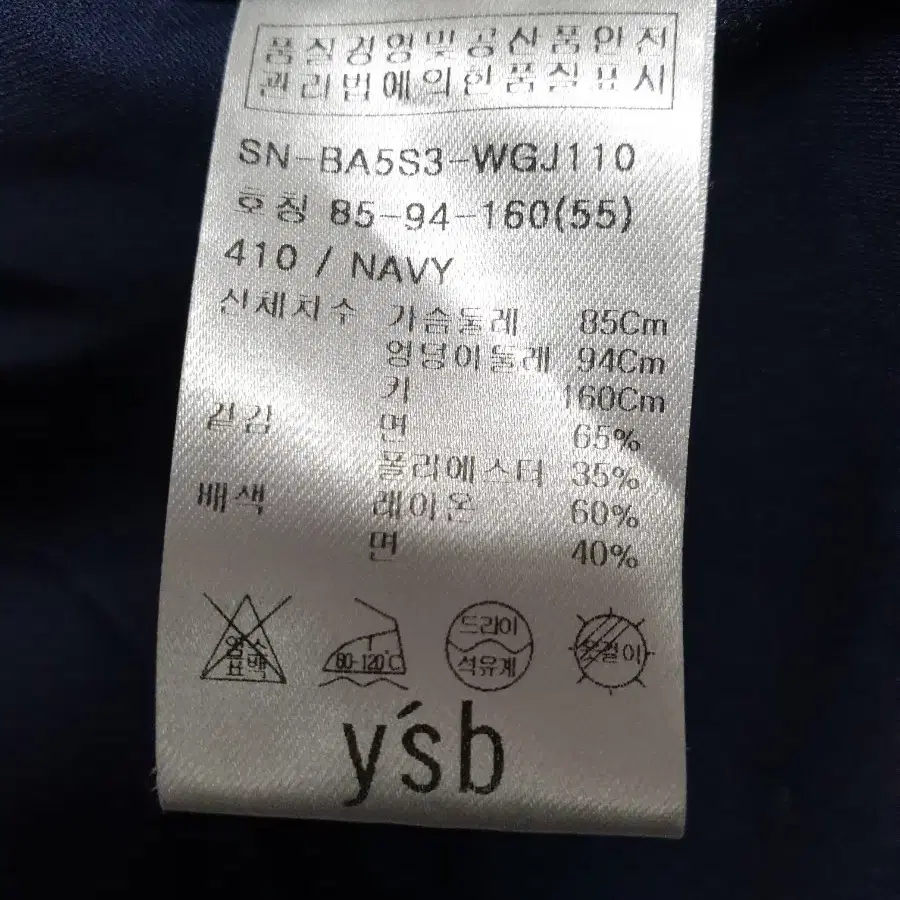 품질경영및공산품안전
관리법에의한품질표시
SN-BA5S3-WGJ110
호칭 85-94-160(55)
410 / NAVY
신체치수 가슴둘레 85Cm
엉덩이둘레 94Cm
키 160Cm
겉감 면 65%
폴리에스터 35%
배색 레이온 60%
면 40%
염소
표백
80-120℃
드라이
석유계
옷걸이
y'sb